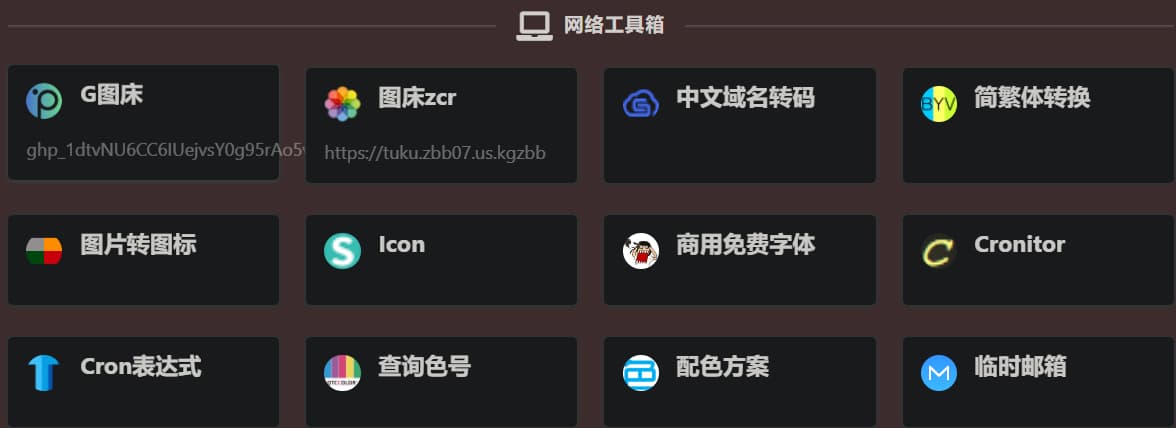 网络工具箱
G图床
图床zcr
中文域名转码
简繁体转换
https://tuku.zbb07.us.kgzbb
图片转图标
Icon
商用免费字体
Cronitor
Cron表达式
查询色号
配色方案
临时邮箱